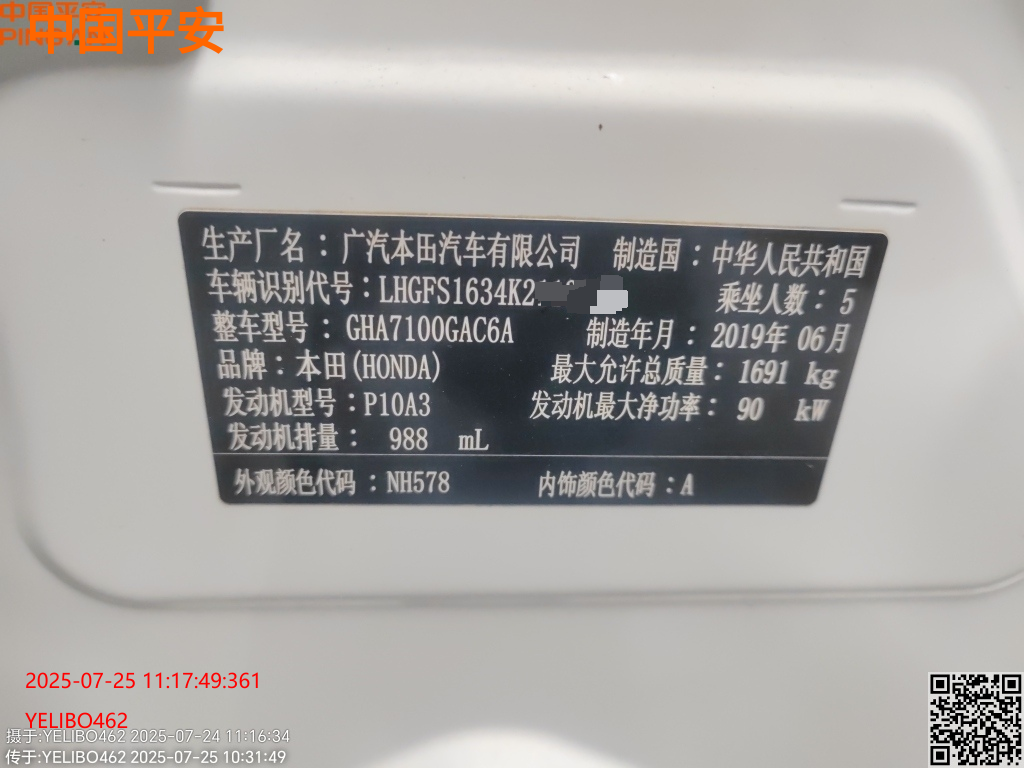 中国平安
中国平安
生产厂名：广汽本田汽车有限公司 制造国：中华人民共和国
车辆识别代号：LHGFS1634K2 乘坐人数：5
整车型号：GHA7100GAC6A 制造年月：2019年 06月
品牌：本田(HONDA) 最大允许总质量：1691 kg
发动机型号：P10A3 发动机最大净功率：90 kW
发动机排量：988 mL
外观颜色代码：NH578 内饰颜色代码：A
2025-07-25 11:17:49:361
YELIBO462
摄于:YELIBO462 2025-07-24 11:16:34
传于:YELIBO462 2025-07-25 10:31:49